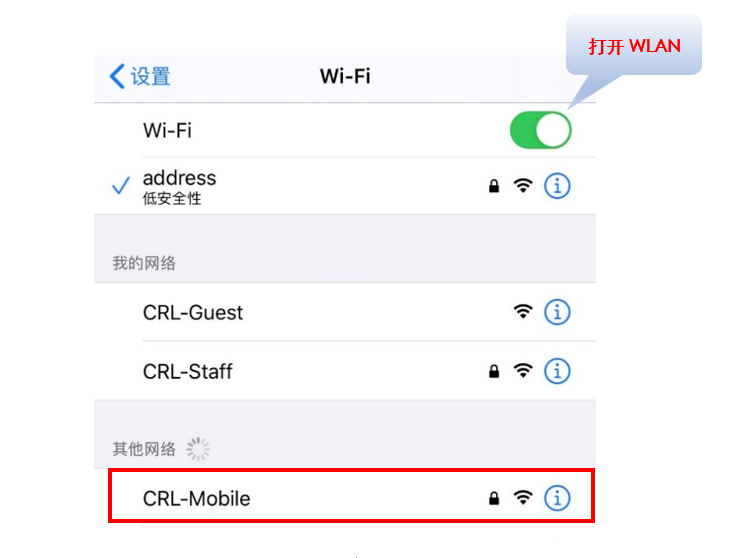 打开 WLAN
设置
Wi-Fi
Wi-Fi
address
低安全性
我的网络
CRL-Guest
CRL-Staff
其他网络
CRL-Mobile